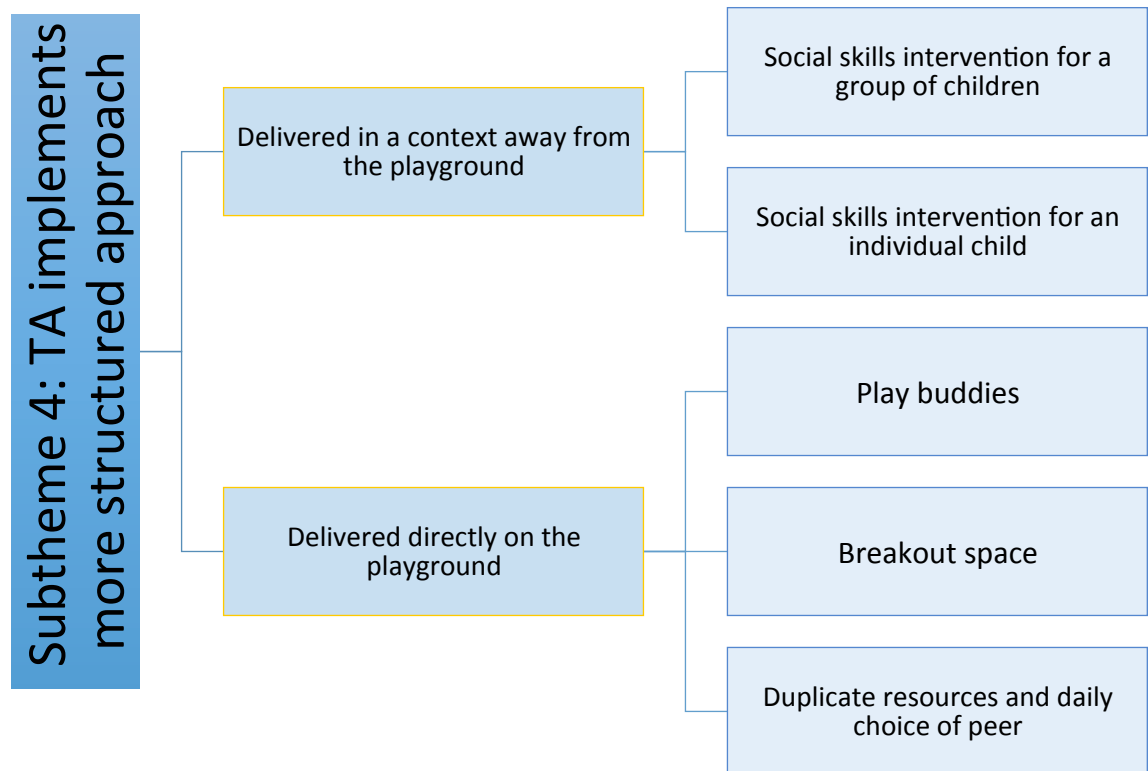 Subtheme 4: TA implements
more structured approach
Delivered in a context away from
the playground
Social skills intervention for a
group of children
Social skills intervention for an
individual child
Delivered directly on the
playground
Play buddies
Breakout space
Duplicate resources and daily
choice of peer